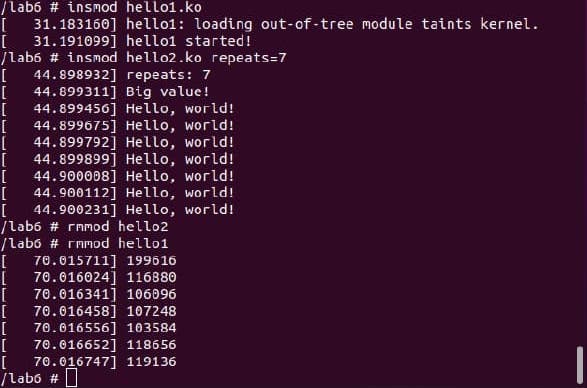 /lab6 # insmod hello1.ko
[   31.183160] hello1: loading out-of-tree module taints kernel.
[   31.191099] hello1 started!
/lab6 # insmod hello2.ko repeats=7
[   44.898932] repeats: 7
[   44.899311] Big value!
[   44.899456] Hello, world!
[   44.899675] Hello, world!
[   44.899792] Hello, world!
[   44.899899] Hello, world!
[   44.900008] Hello, world!
[   44.900112] Hello, world!
[   44.900231] Hello, world!
/lab6 # rmmod hello2
/lab6 # rmmod hello1
[   70.015711] 199616
[   70.016024] 116880
[   70.016341] 106096
[   70.016458] 107248
[   70.016556] 103584
[   70.016652] 118656
[   70.016747] 119136
/lab6 #